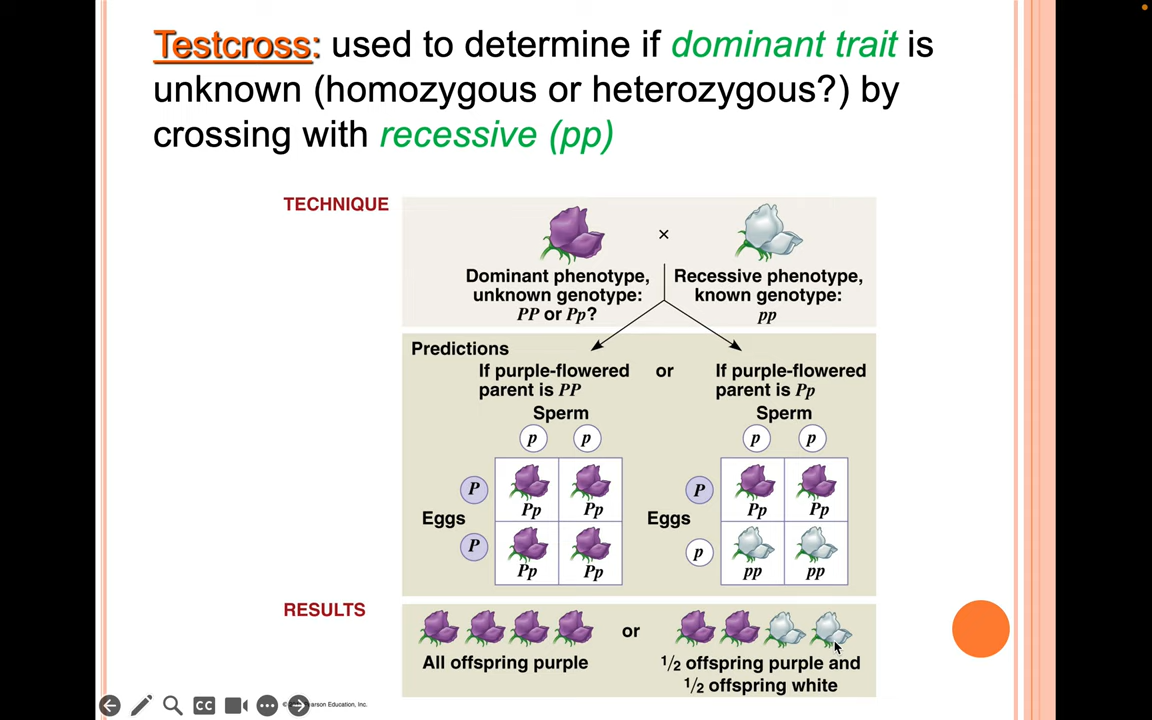 Testcross: used to determine if dominant trait is
unknown (homozygous or heterozygous?) by
crossing with recessive (pp)
TECHNIQUE
×
Dominant phenotype,
unknown genotype:
PP or Pp?
Recessive phenotype,
known genotype:
pp
Predictions
If purple-flowered
parent is PP
or
If purple-flowered
parent is Pp
Sperm
p p
Eggs
P
P
Pp Pp
Pp Pp
Sperm
p p
Eggs
P
p
Pp Pp
pp pp
RESULTS
All offspring purple
or
1/2 offspring purple and
1/2 offspring white
CC
arson Education, Inc.